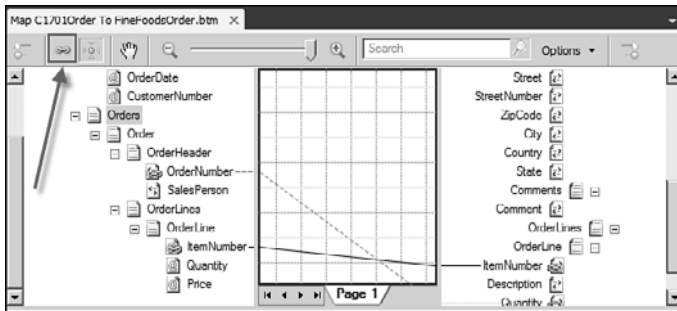 Map C1701Order To FineFoodsOrder.btm ×
Search
Options
OrderDate
CustomerNumber
Orders
Order
OrderHeader
OrderNumber
SalesPerson
OrderLines
OrderLine
ItemNumber
Quantity
Price
Page 1
Street
StreetNumber
ZipCode
City
Country
State
Comments
Comment
OrderLines
OrderLine
ItemNumber
Description
Quantity